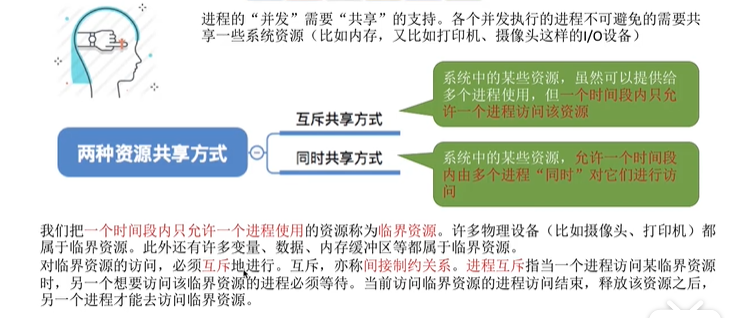 进程的“并发”需要“共享”的支持。各个并发执行的进程不可避免的需要共
享一些系统资源（比如内存，又比如打印机、摄像头这样的I/O设备）
系统中的某些资源，虽然可以提供给
多个进程使用，但一个时间段内只允
许一个进程访问该资源
互斥共享方式
两种资源共享方式
同时共享方式
系统中的某些资源，允许一个时间段
内由多个进程“同时”对它们进行访
问
我们把一个时间段内只允许一个进程使用的资源称为临界资源。许多物理设备（比如摄像头、打印机）都
属于临界资源。此外还有许多变量、数据、内存缓冲区等都属于临界资源。
对临界资源的访问，必须互斥地进行。互斥，亦称间接制约关系。进程互斥指当一个进程访问某临界资源
时，另一个想要访问该临界资源的进程必须等待。当前访问临界资源的进程访问结束，释放该资源之后，
另一个进程才能去访问临界资源。